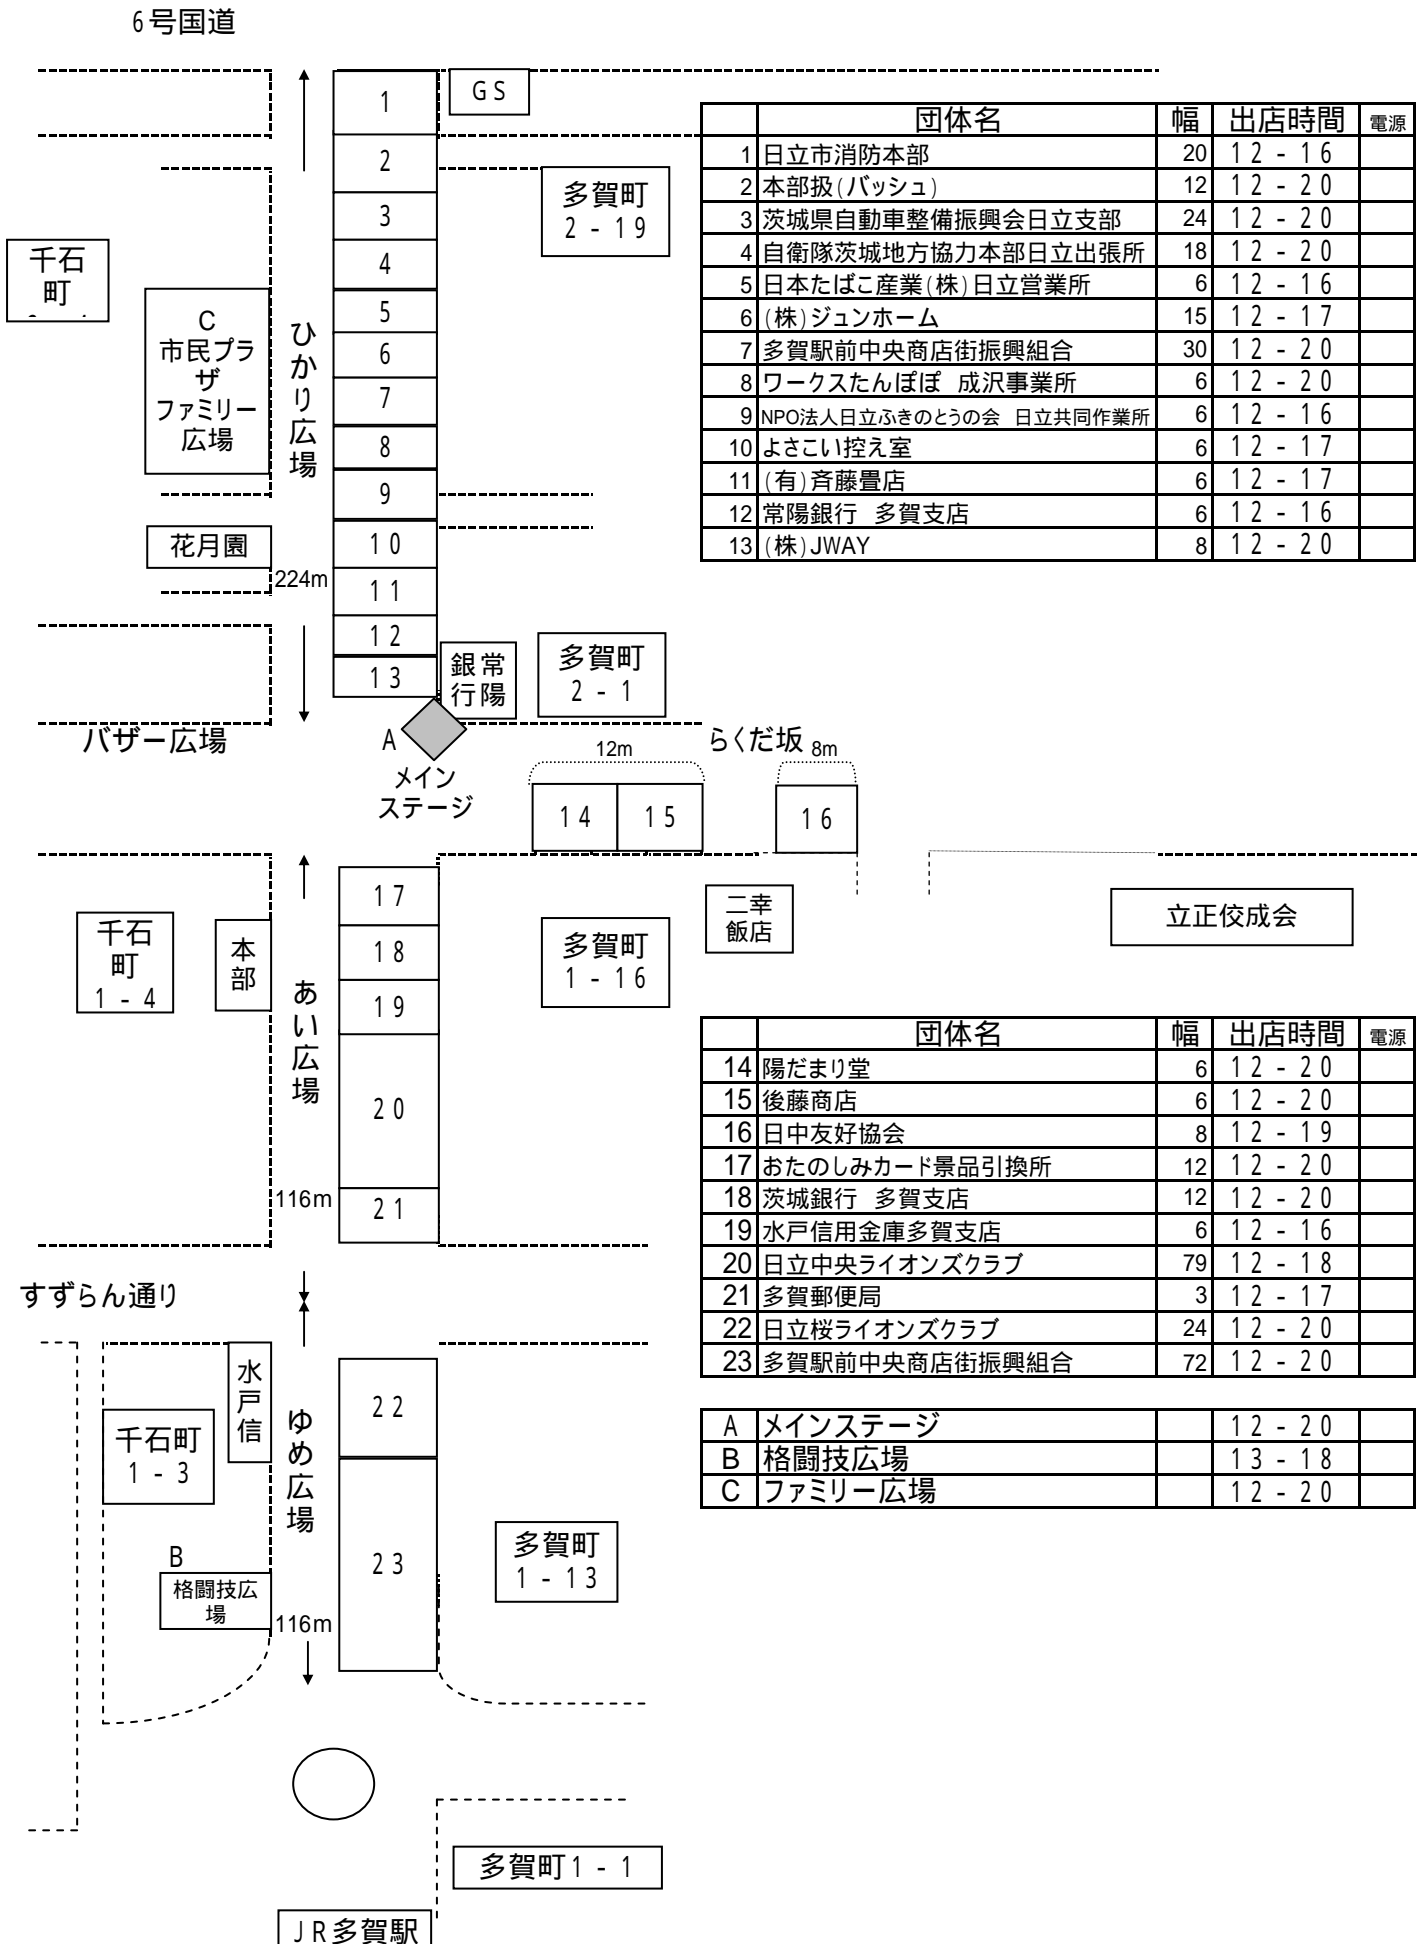 6号国道
GS
1
2
3
4
5
6
7
8
9
10
11
12
13
多賀町
2-19
千石
町
C
市民プラ
ザ
ファミリー
広場
ひかり広場
花月園
224m
常陽
銀行
多賀町
2-1
バザー広場
A
メイン
ステージ
らくだ坂
12m
8m
14
15
16
団体名 幅 出店時間 電源
1 日立市消防本部 20 12-16
2 本部扱(バッシュ) 12 12-20
3 茨城県自動車整備振興会日立支部 24 12-20
4 自衛隊茨城地方協力本部日立出張所 18 12-20
5 日本たばこ産業(株)日立営業所 6 12-16
6 (株)ジュンホーム 15 12-17
7 多賀駅前中央商店街振興組合 30 12-20
8 ワークスたんぽぽ 成沢事業所 6 12-20
9 NPO法人日立ふきのとうの会 日立共同作業所 6 12-16
10 よさこい控え室 6 12-17
11 (有)斉藤畳店 6 12-17
12 常陽銀行 多賀支店 6 12-16
13 (株)JWAY 8 12-20
17
18
19
20
21
千石
町
1-4
本部
あい広場
116m
多賀町
1-16
二幸
飯店
立正佼成会
団体名 幅 出店時間 電源
14 陽だまり堂 6 12-20
15 後藤商店 6 12-20
16 日中友好協会 8 12-19
17 おたのしみカード景品引換所 12 12-20
18 茨城銀行 多賀支店 12 12-20
19 水戸信用金庫多賀支店 6 12-16
20 日立中央ライオンズクラブ 79 12-18
21 多賀郵便局 3 12-17
22 日立桜ライオンズクラブ 24 12-20
23 多賀駅前中央商店街振興組合 72 12-20
A メインステージ 12-20
B 格闘技広場 13-18
C ファミリー広場 12-20
すずらん通り
水戸信
22
23
千石町
1-3
ゆめ広場
B
格闘技広
場
116m
多賀町
1-13
多賀町1-1
JR多賀駅